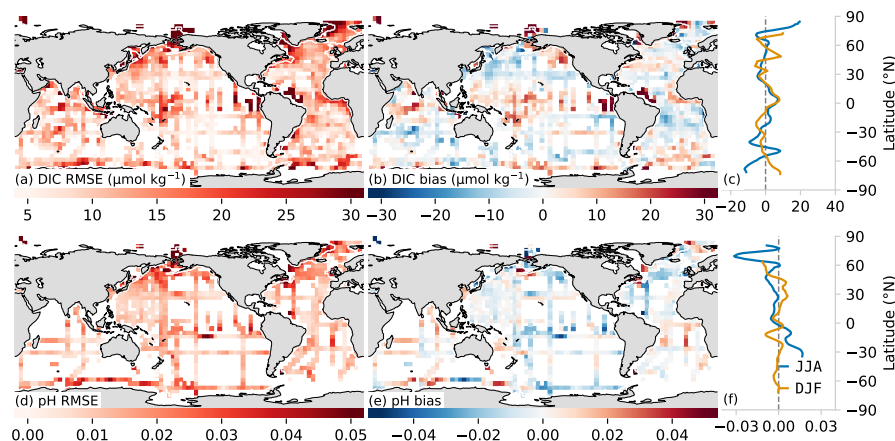 90
60
30
0
−30
−60
−90
Latitude (°N)
(a) DIC RMSE (μmol kg⁻¹)
(b) DIC bias (μmol kg⁻¹)
(c)
5 10 15 20 25 30
−30 −20 −10 0 10 20 30
−20 0 20 40
90
60
30
0
−30
−60
−90
Latitude (°N)
JJA
DJF
(d) pH RMSE
(e) pH bias
(f)
0.00 0.01 0.02 0.03 0.04 0.05
−0.04 −0.02 0.00 0.02 0.04
−0.03 0.00 0.03